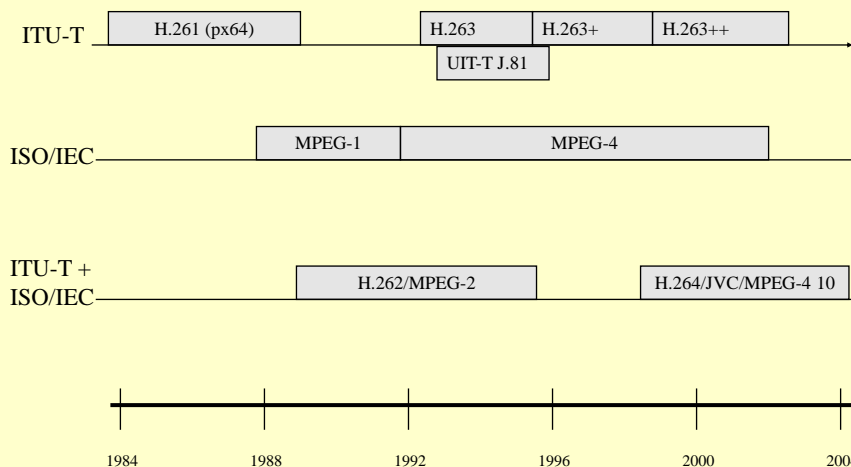 ITU-T
H.261 (px64)
H.263
H.263+
H.263++
UIT-T J.81
ISO/IEC
MPEG-1
MPEG-4
ITU-T +
ISO/IEC
H.262/MPEG-2
H.264/JVC/MPEG-4 10
1984
1988
1992
1996
2000